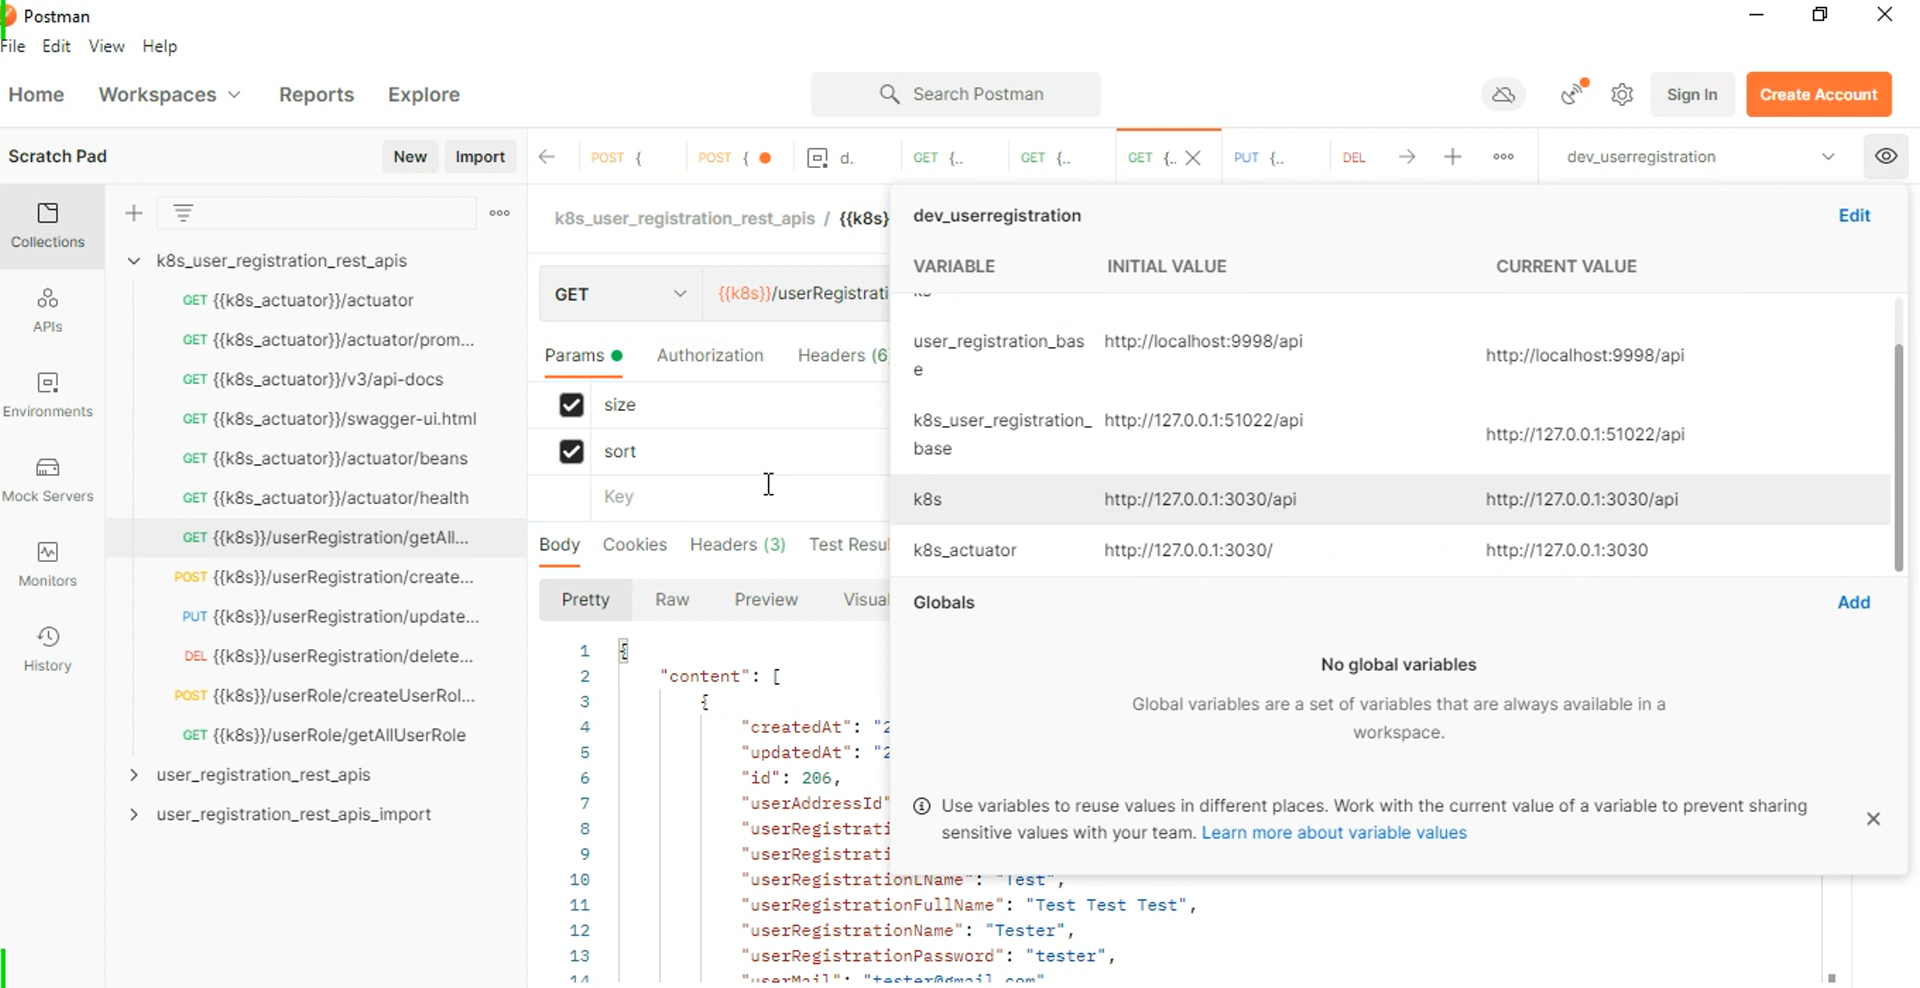 Postman
File Edit View Help
Home Workspaces Reports Explore
Search Postman
Sign In
Create Account
Scratch Pad
New
Import
POST {
POST {
d.
GET {..
GET {..
GET {..
PUT {..
DEL
dev_userregistration
Collections
APIs
Environments
Mock Servers
Monitors
History
k8s_user_registration_rest_apis
GET {{k8s_actuator}}/actuator
GET {{k8s_actuator}}/actuator/prom...
GET {{k8s_actuator}}/v3/api-docs
GET {{k8s_actuator}}/swagger-ui.html
GET {{k8s_actuator}}/actuator/beans
GET {{k8s_actuator}}/actuator/health
GET {{k8s}}/userRegistration/getAll...
POST {{k8s}}/userRegistration/create...
PUT {{k8s}}/userRegistration/update...
DEL {{k8s}}/userRegistration/delete...
POST {{k8s}}/userRole/createUserRol...
GET {{k8s}}/userRole/getAllUserRole
user_registration_rest_apis
user_registration_rest_apis_import
k8s_user_registration_rest_apis / {{k8s}
GET
{{k8s}}/userRegistrati
Params Authorization Headers (6
size
sort
Key
Body Cookies Headers (3) Test Resul
Pretty Raw Preview Visual
1 {
2 "content": [
3 {
4 "createdAt": "2
5 "updatedAt": "2
6 "id": 206,
7 "userAddressId"
8 "userRegistrati
9 "userRegistrati
10 "userRegistrationLName": "Test",
11 "userRegistrationFullName": "Test Test Test",
12 "userRegistrationName": "Tester",
13 "userRegistrationPassword": "tester",
14 "userMail": "tester@gmail.com"
dev_userregistration
Edit
VARIABLE INITIAL VALUE CURRENT VALUE
user_registration_bas http://localhost:9998/api http://localhost:9998/api
e
k8s_user_registration_ http://127.0.0.1:51022/api http://127.0.0.1:51022/api
base
k8s http://127.0.0.1:3030/api http://127.0.0.1:3030/api
k8s_actuator http://127.0.0.1:3030/ http://127.0.0.1:3030
Globals
Add
No global variables
Global variables are a set of variables that are always available in a
workspace.
Use variables to reuse values in different places. Work with the current value of a variable to prevent sharing
sensitive values with your team. Learn more about variable values